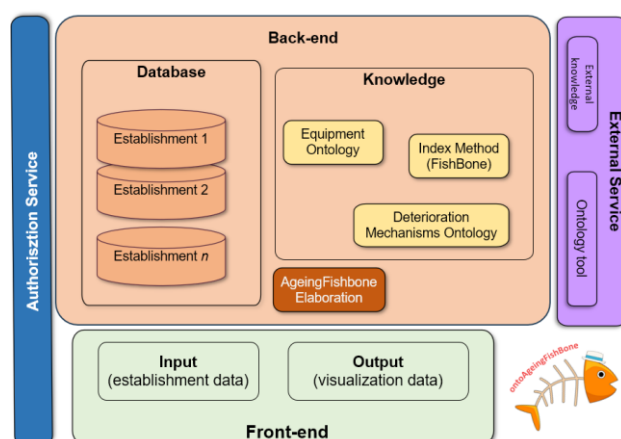 Back-end
Database
Establishment 1
Establishment 2
Establishment n
Knowledge
Equipment
Ontology
Index Method
(FishBone)
Deterioration
Mechanisms Ontology
AgeingFishbone
Elaboration
Authorisztion Service
External
knowledge
Ontology tool
External Service
Input
(establishment data)
Output
(visualization data)
Front-end
ontoAgeingFishBone